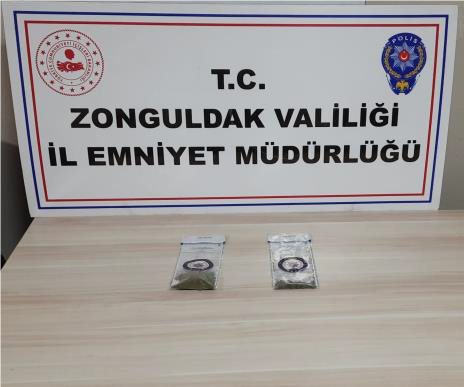 POLİS
T.C.
ZONGULDAK VALİLİĞİ
İL EMNİYET MÜDÜRLÜĞÜ